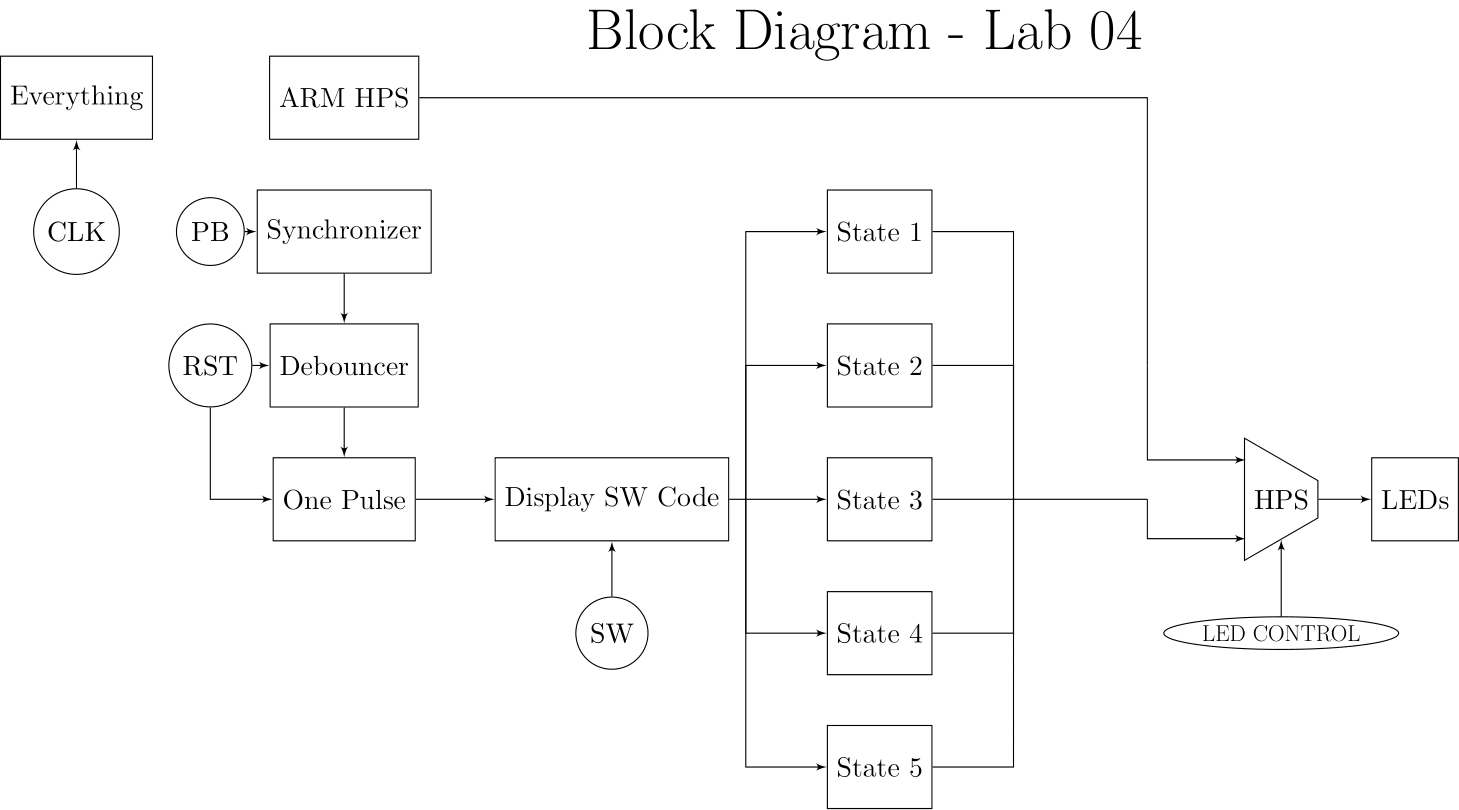 Block Diagram - Lab 04
Everything
ARM HPS
CLK
PB
Synchronizer
State 1
RST
Debouncer
State 2
One Pulse
Display SW Code
State 3
HPS
LEDs
SW
State 4
LED CONTROL
State 5